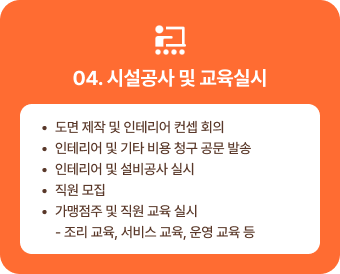 04. 시설공사 및 교육실시
• 도면 제작 및 인테리어 컨셉 회의
• 인테리어 및 기타 비용 청구 공문 발송
• 인테리어 및 설비공사 실시
• 직원 모집
• 가맹점주 및 직원 교육 실시
- 조리 교육, 서비스 교육, 운영 교육 등